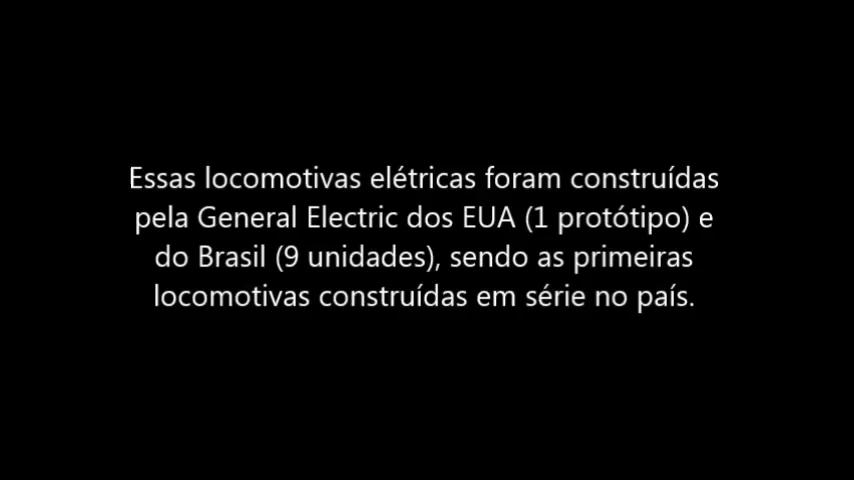 Essas locomotivas elétricas foram construídas
pela General Electric dos EUA (1 protótipo) e
do Brasil (9 unidades), sendo as primeiras
locomotivas construídas em série no país.